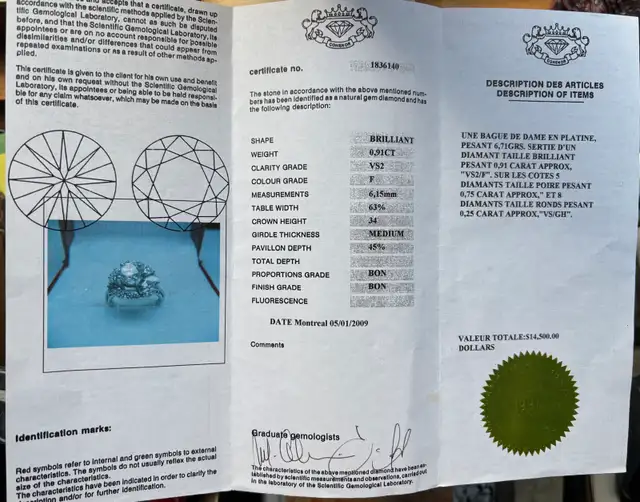 and accepts that a certificate, drawn up
accordance with the scientific methods applied by the Scien-
tific Gemological Laboratory, cannot as such be disputed
before, and that the Scientific Gemological Laboratory, its
appointees or are on no account responsible for possible
dissimilarities and/or differences that could appear from
repeated examinations or as a result of other methods ap-
plied.
This certificate is given to the client for his own use and benefit
and on his own request without the Scientific Gemological
Laboratory, its appointees or being able to be held responsi-
ble for any claim whatsoever, which may be made on the basis
of this certificate.
Identification marks:
Red symbols refer to internal and green symbols to external
characteristics. The symbols do not usually reflect the actual
size of the characteristics.
The characteristics have been indicated in order to clarify the
description and/or for further identification.
certificate no. 1836140
The stone in accordance with the above mentioned num-
bers has been identified as a natural gem diamond and has
the following description:
SHAPE BRILLIANT
WEIGHT 0,91CT
CLARITY GRADE VS2
COLOUR GRADE F
MEASUREMENTS 6,15mm
TABLE WIDTH 63%
CROWN HEIGHT 34
GIRDLE THICKNESS MEDIUM
PAVILLON DEPTH 45%
TOTAL DEPTH
PROPORTIONS GRADE BON
FINISH GRADE BON
FLUORESCENCE
DATE Montreal 05/01/2009
Comments
Graduate gemologists
The characteristics of the above mentioned diamond have been es-
tablished by scientific measurements and observations, carried out
in the laboratory of the Scientific Gemological Laboratory.
DESCRIPTION DES ARTICLES
DESCRIPTION OF ITEMS
UNE BAGUE DE DAME EN PLATINE,
PESANT 6,71GRS. SERTIE D'UN
DIAMANT TAILLE BRILLIANT
PESANT 0,91 CARAT APPROX,
"VS2/F". SUR LES COTES 5
DIAMANTS TAILLE POIRE PESANT
0,75 CARAT APPROX," ET 8
DIAMANTS TAILLE RONDS PESANT
0,25 CARAT APPROX,"VS/GH".
VALEUR TOTALE:$14,500.00
DOLLARS